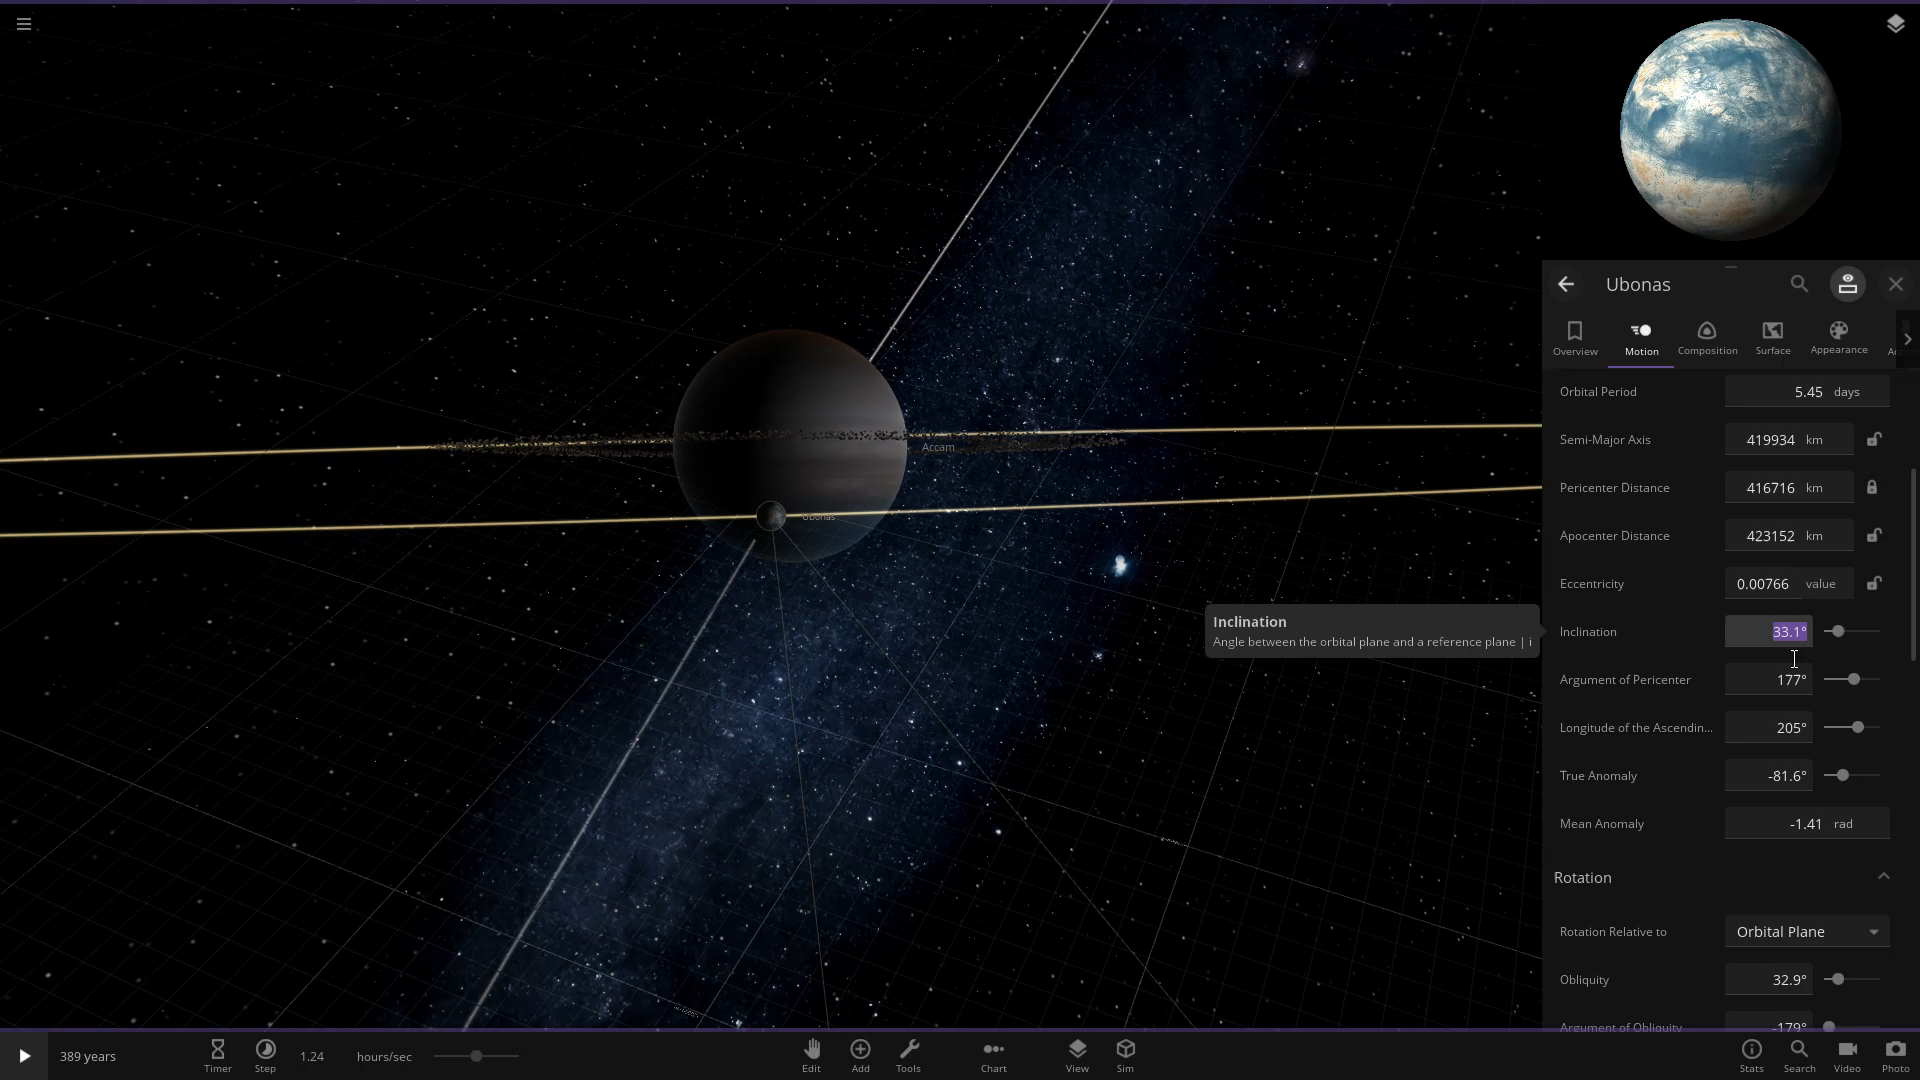 Ubonas
Overview
Motion
Composition
Surface
Appearance
Orbital Period 5.45 days
Semi-Major Axis 419934 km
Accam
Pericenter Distance 416716 km
Ubonas
Apocenter Distance 423152 km
Eccentricity 0.00766 value
Inclination
Angle between the orbital plane and a reference plane | i
Inclination 33.1°
Argument of Pericenter 177°
Longitude of the Ascendin... 205°
True Anomaly -81.6°
Mean Anomaly -1.41 rad
Rotation
Rotation Relative to Orbital Plane
Obliquity 32.9°
Argument of Obliquity -179°
389 years
Timer
Step
1.24 hours/sec
Edit
Add
Tools
Chart
View
Sim
Stats
Search
Video
Photo